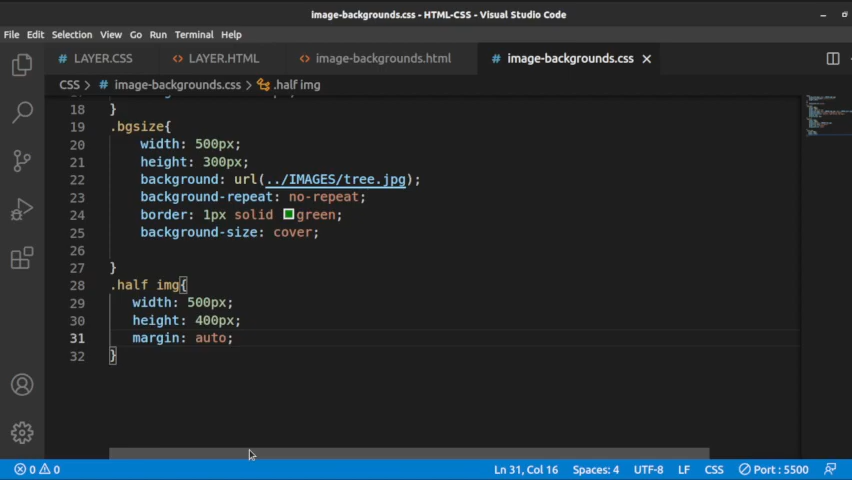 image-backgrounds.css - HTML-CSS - Visual Studio Code
File Edit Selection View Go Run Terminal Help
# LAYER.CSS <> LAYER.HTML <> image-backgrounds.html # image-backgrounds.css
CSS > # image-backgrounds.css > .half img
18 }
19 .bgsize{
20 width: 500px;
21 height: 300px;
22 background: url(../IMAGES/tree.jpg);
23 background-repeat: no-repeat;
24 border: 1px solid green;
25 background-size: cover;
26
27 }
28 .half img{
29 width: 500px;
30 height: 400px;
31 margin: auto;
32 }
0 0 Ln 31, Col 16 Spaces: 4 UTF-8 LF CSS Port : 5500